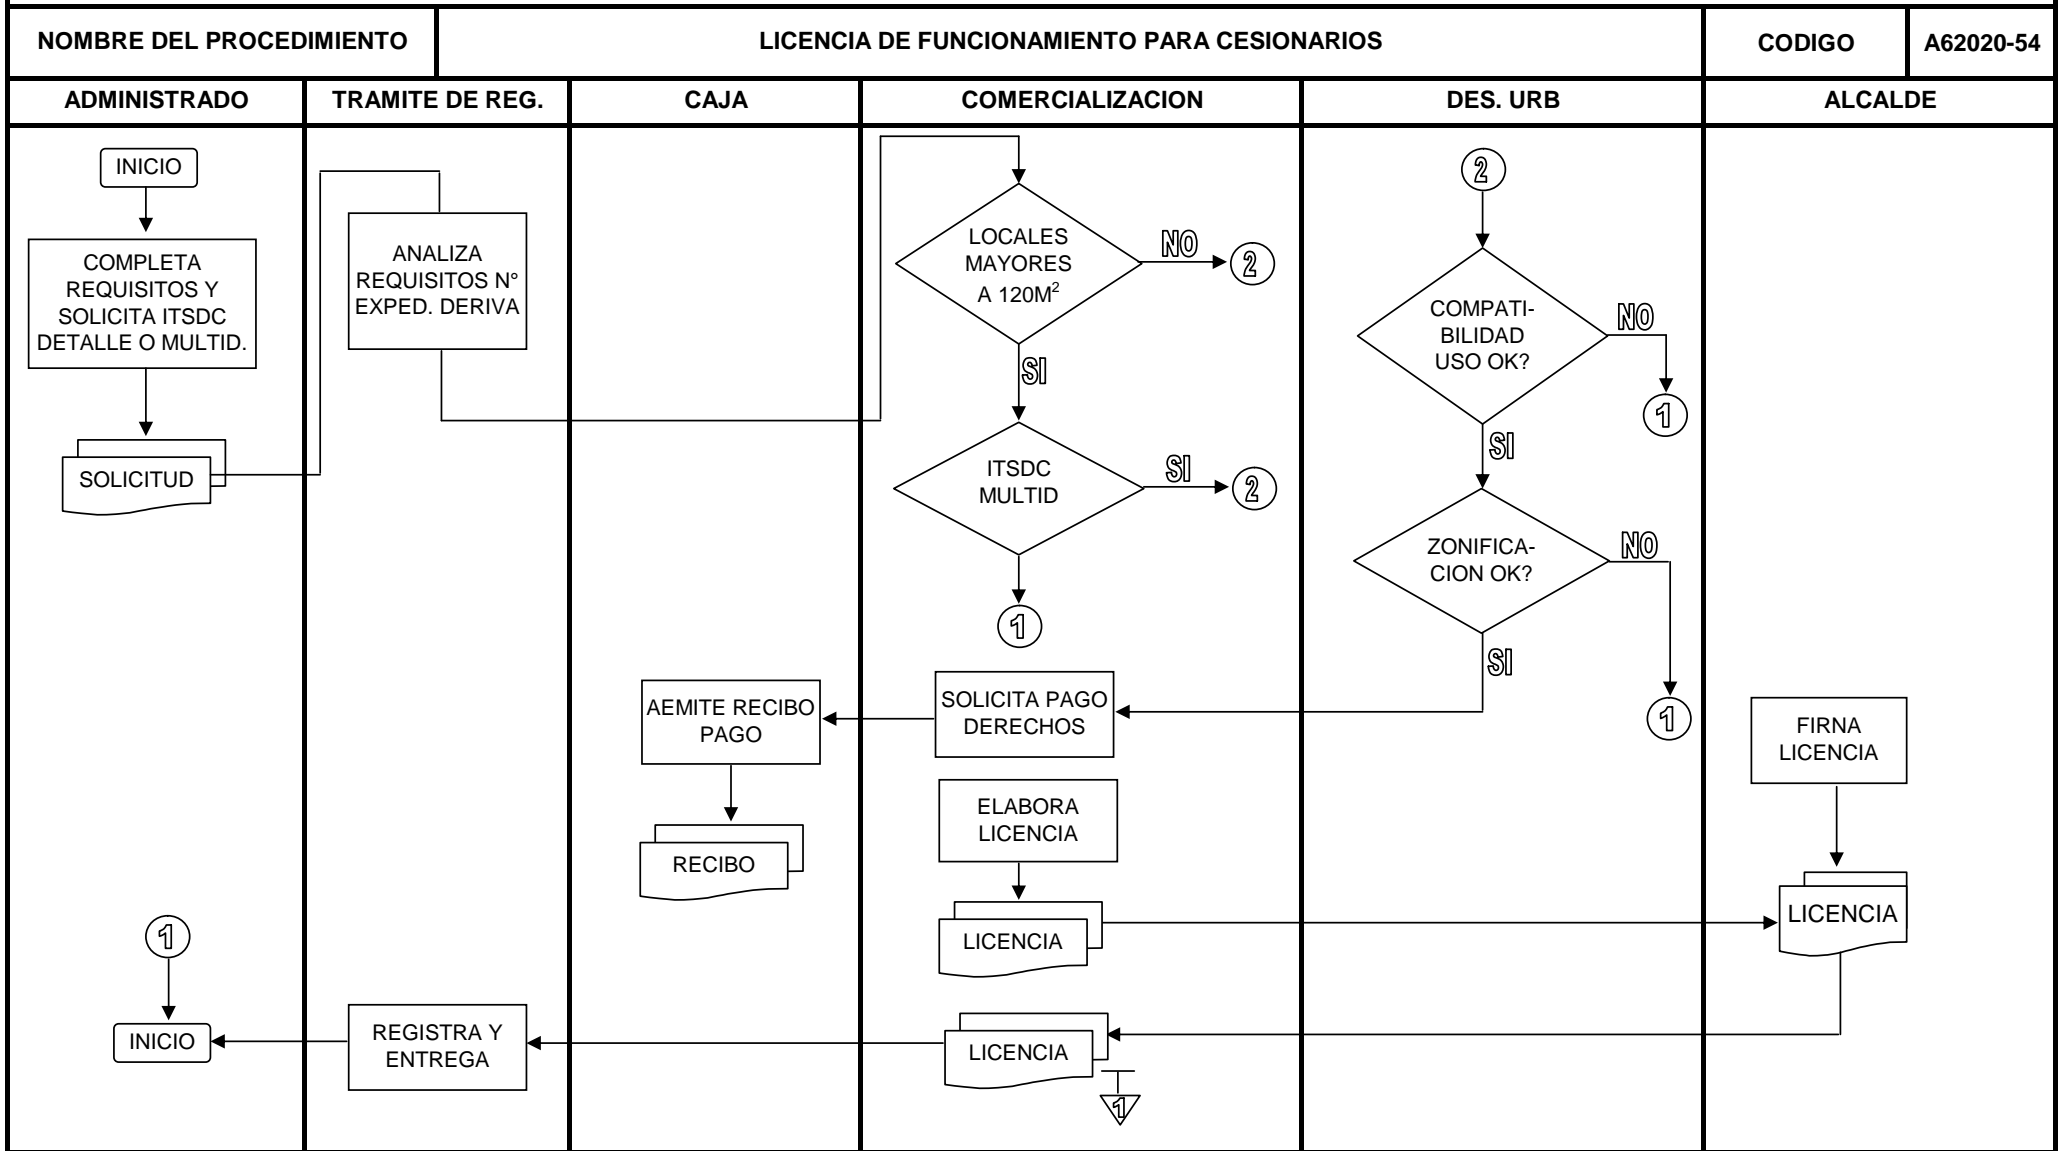 NOMBRE DEL PROCEDIMIENTO
LICENCIA DE FUNCIONAMIENTO PARA CESIONARIOS
CODIGO
A62020-54
ADMINISTRADO
TRAMITE DE REG.
CAJA
COMERCIALIZACION
DES. URB
ALCALDE
INICIO
COMPLETA
REQUISITOS Y
SOLICITA ITSDC
DETALLE O MULTID.
SOLICITUD
1
INICIO
ANALIZA
REQUISITOS N°
EXPED. DERIVA
REGISTRA Y
ENTREGA
AEMITE RECIBO
PAGO
RECIBO
LOCALES
MAYORES
A 120M²
NO
2
SI
ITSDC
MULTID
SI
2
1
SOLICITA PAGO
DERECHOS
ELABORA
LICENCIA
LICENCIA
LICENCIA
1
2
COMPATI-
BILIDAD
USO OK?
NO
1
SI
ZONIFICA-
CION OK?
NO
1
SI
FIRNA
LICENCIA
LICENCIA